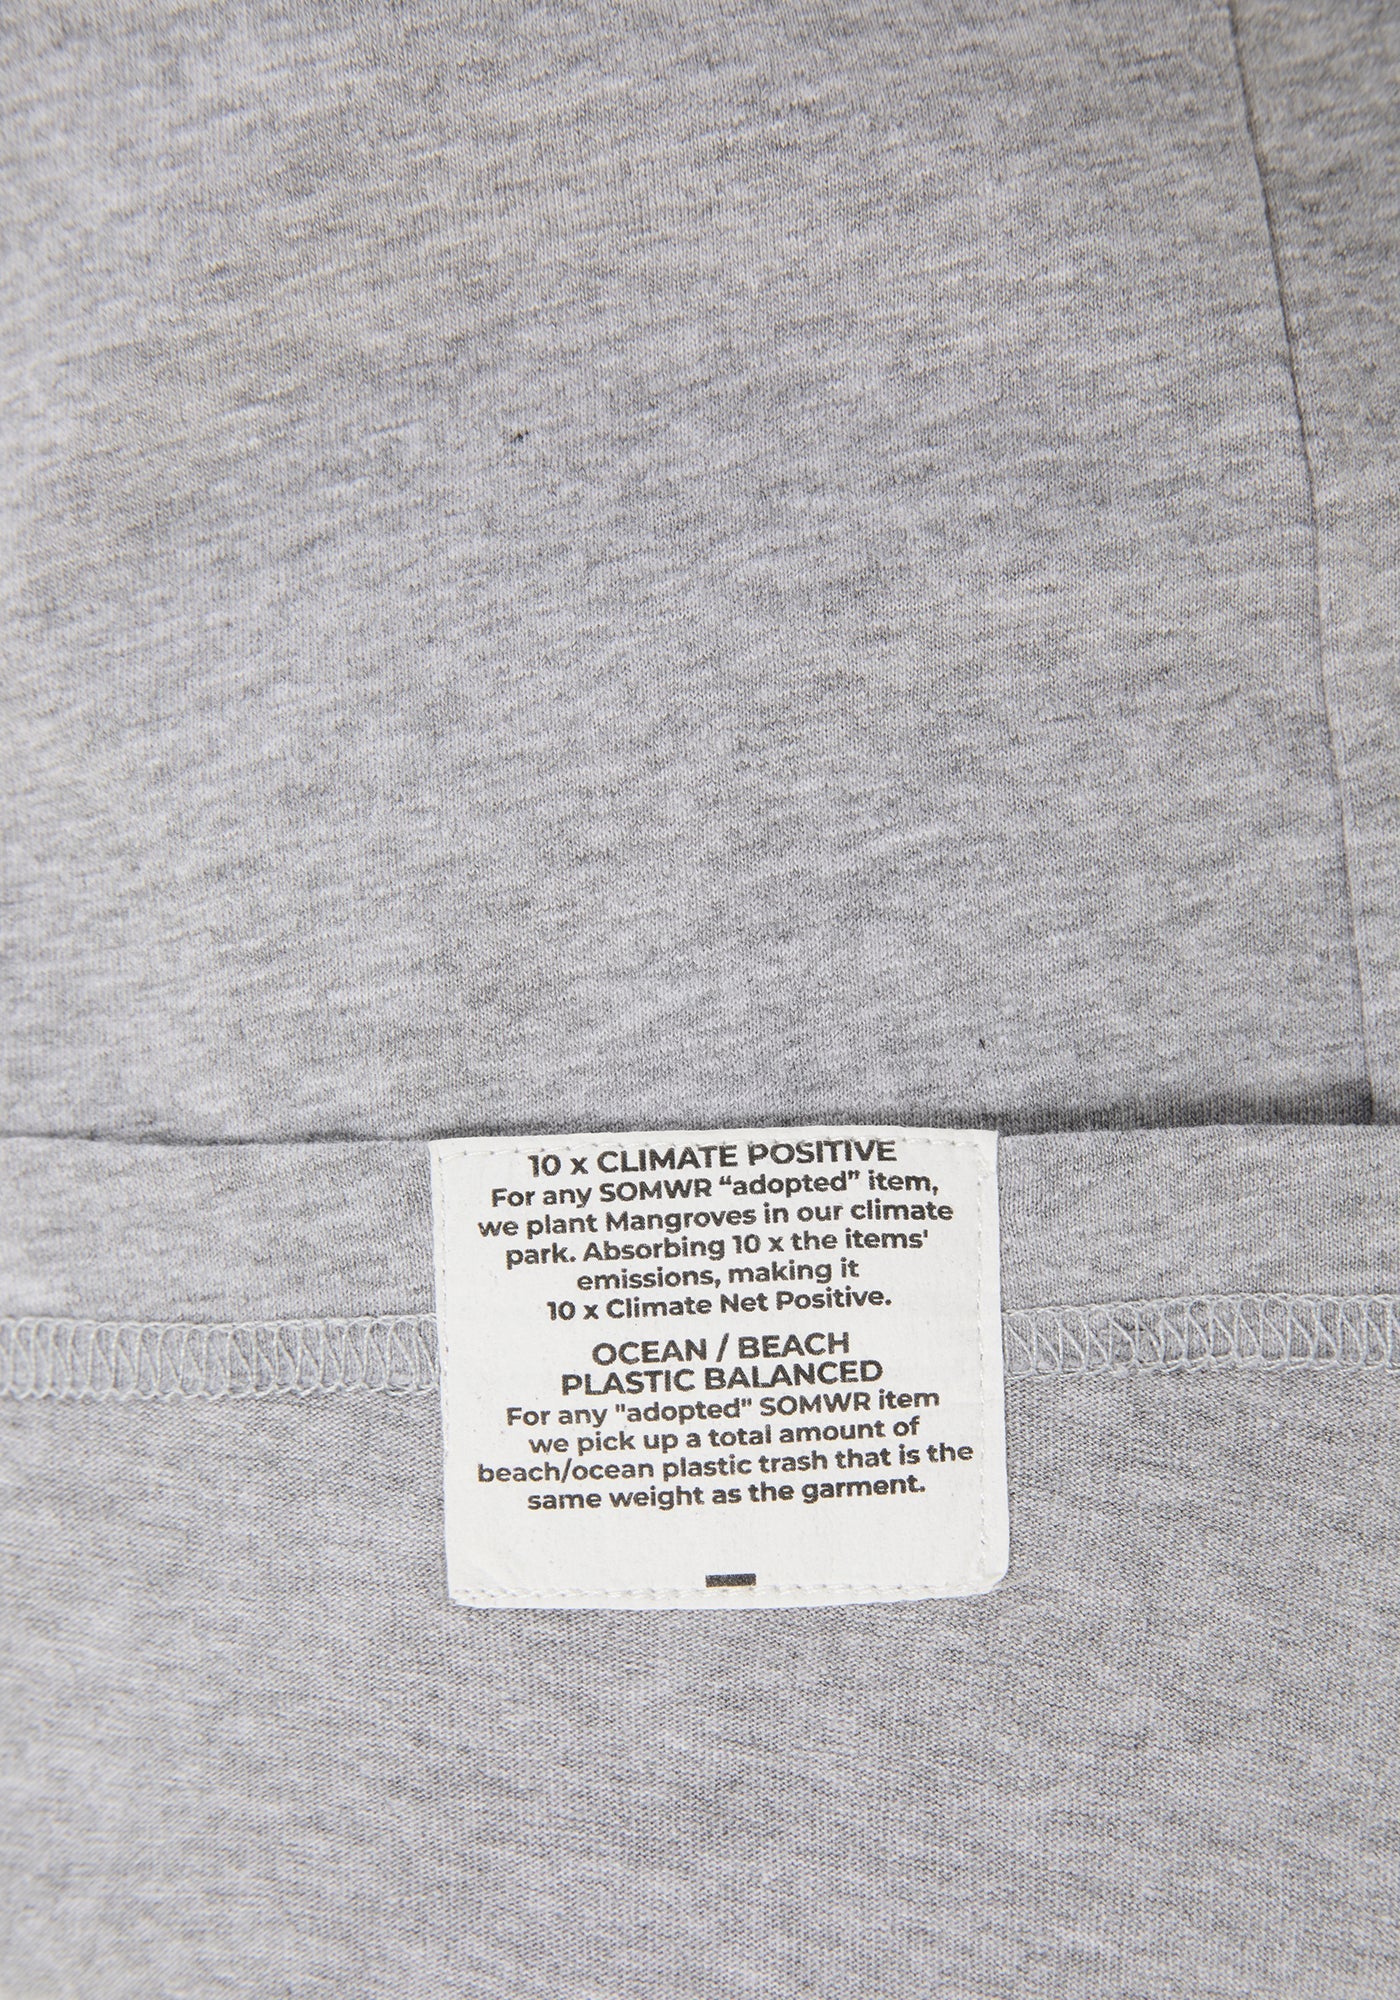 10 x CLIMATE POSITIVE
For any SOMWR “adopted” item,
we plant Mangroves in our climate
park. Absorbing 10 x the items'
emissions, making it
10 x Climate Net Positive.
OCEAN / BEACH
PLASTIC BALANCED
For any "adopted" SOMWR item
we pick up a total amount of
beach/ocean plastic trash that is the
same weight as the garment.